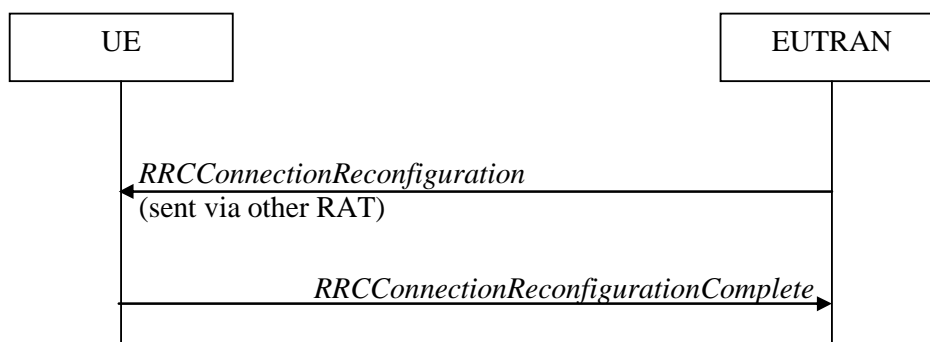 UE
EUTRAN
RRCConnectionReconfiguration
(sent via other RAT)
RRCConnectionReconfigurationComplete